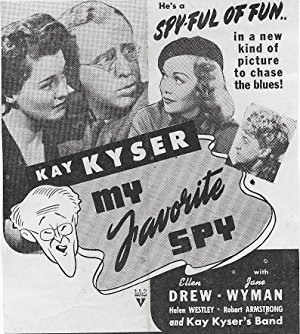 He's a
SPY-FUL OF FUN..
in a new
kind of
picture
to chase
the blues!
KAY KYSER
MY
Favorite
SPY
with
Ellen Jane
DREW · WYMAN
Helen WESTLEY · Robert ARMSTRONG
and Kay Kyser's Band